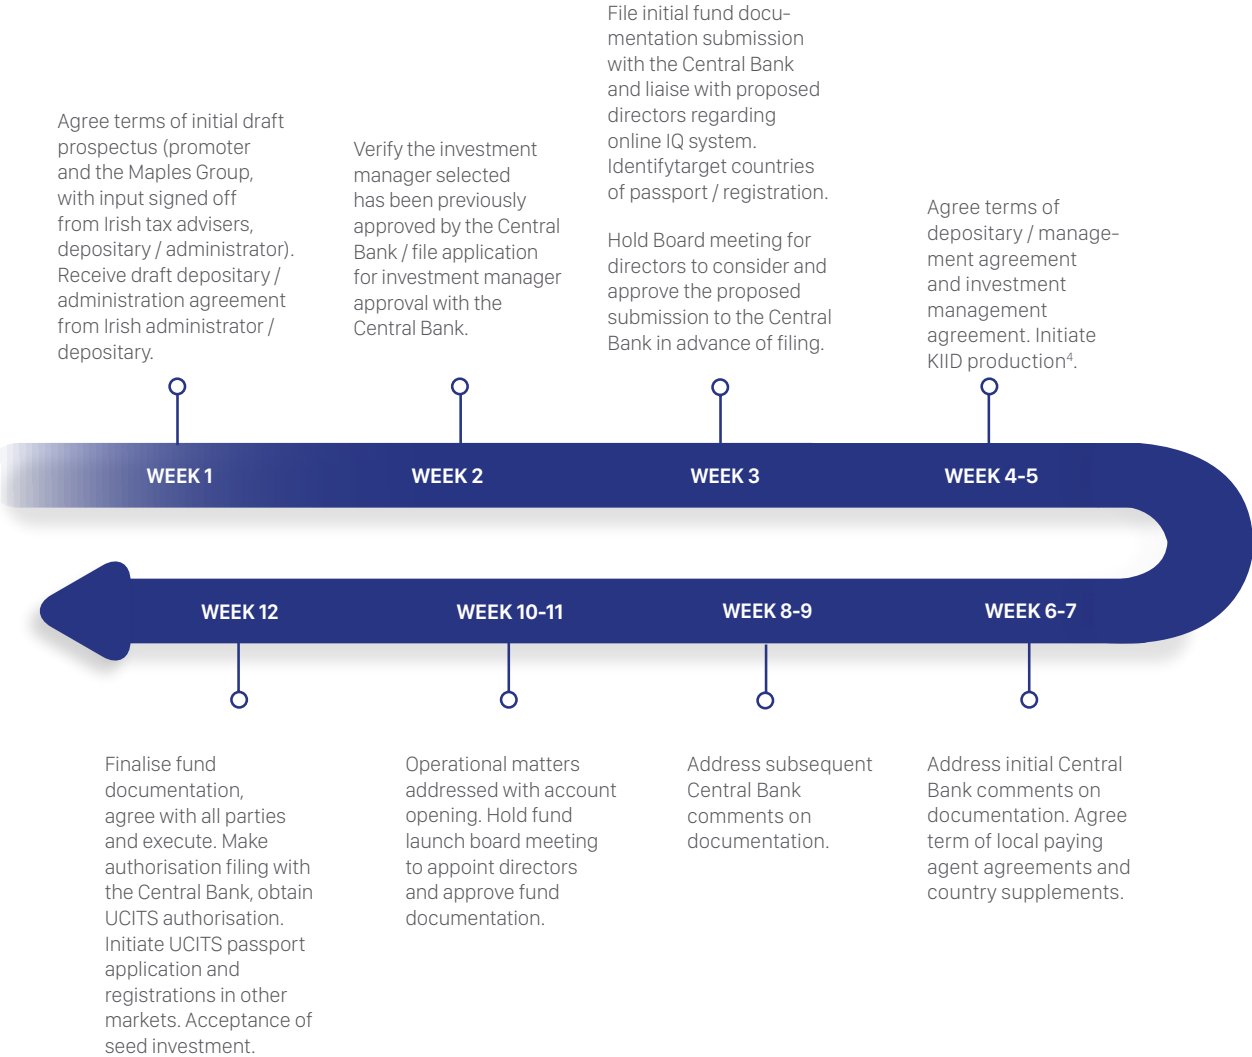 Agree terms of initial draft
prospectus (promoter
and the Maples Group,
with input signed off
from Irish tax advisers,
depositary / administrator).
Receive draft depositary /
administration agreement
from Irish administrator /
depositary.
Verify the investment
manager selected
has been previously
approved by the Central
Bank / file application
for investment manager
approval with the
Central Bank.
File initial fund docu-
mentation submission
with the Central Bank
and liaise with proposed
directors regarding
online IQ system.
Identifytarget countries
of passport / registration.
Hold Board meeting for
directors to consider and
approve the proposed
submission to the Central
Bank in advance of filing.
Agree terms of
depositary / manage-
ment agreement
and investment
management
agreement. Initiate
KIID production⁴.
WEEK 1
WEEK 2
WEEK 3
WEEK 4-5
WEEK 6-7
WEEK 8-9
WEEK 10-11
WEEK 12
Address initial Central
Bank comments on
documentation. Agree
term of local paying
agent agreements and
country supplements.
Address subsequent
Central Bank
comments on
documentation.
Operational matters
addressed with account
opening. Hold fund
launch board meeting
to appoint directors
and approve fund
documentation.
Finalise fund
documentation,
agree with all parties
and execute. Make
authorisation filing with
the Central Bank, obtain
UCITS authorisation.
Initiate UCITS passport
application and
registrations in other
markets. Acceptance of
seed investment.